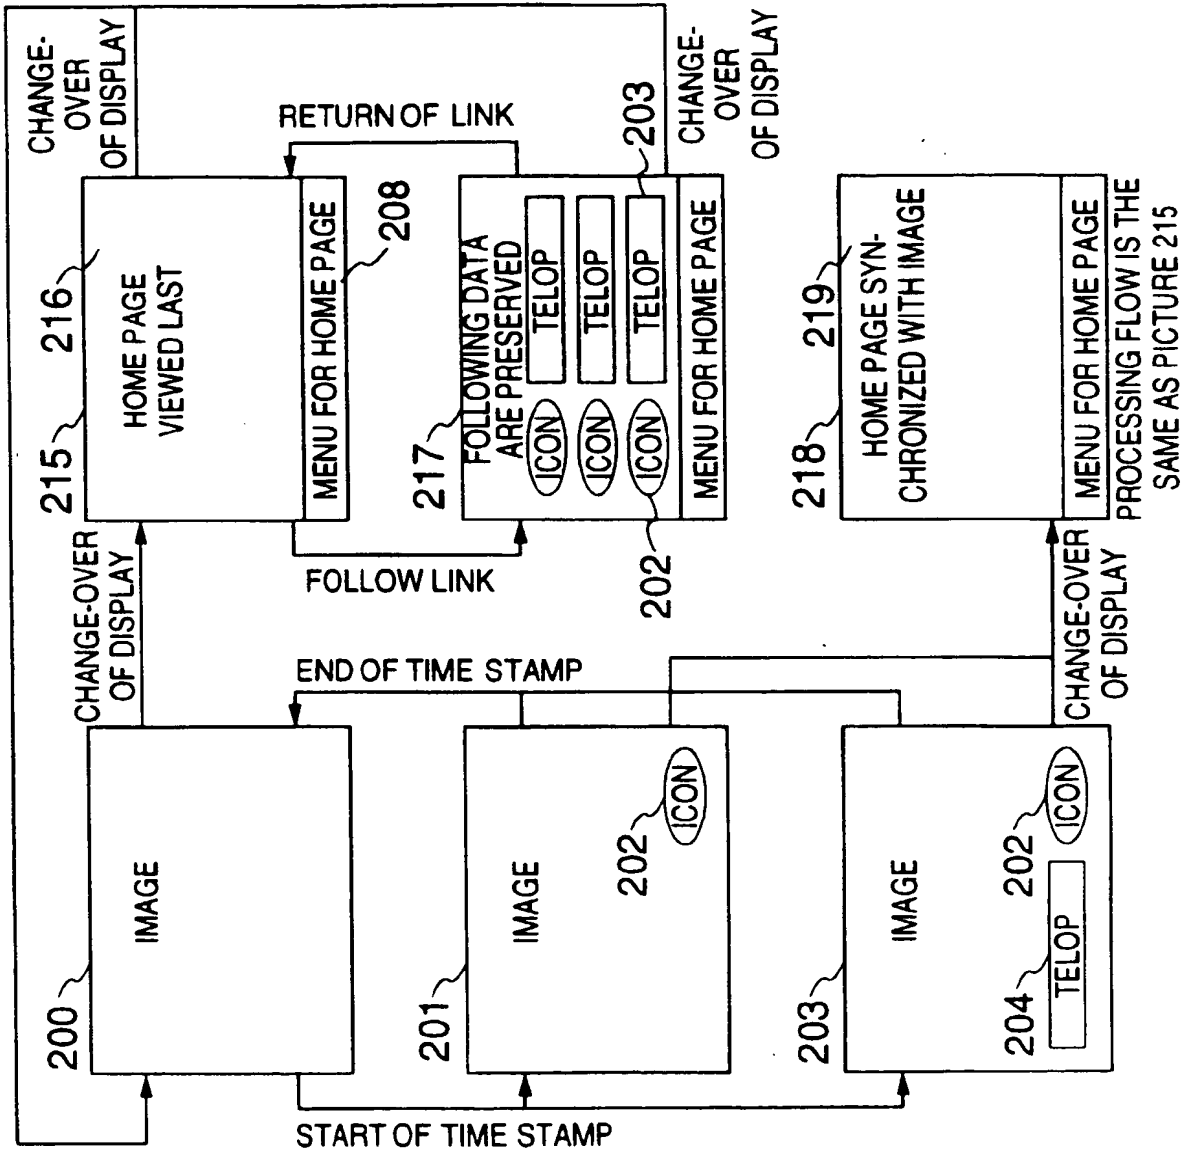 200
IMAGE
START OF TIME STAMP
201
IMAGE
202
ICON
END OF TIME STAMP
203
IMAGE
204
TELOP
202
ICON
CHANGE-OVER
OF DISPLAY
215
216
HOME PAGE
VIEWED LAST
MENU FOR HOME PAGE
208
CHANGE-
OVER
OF DISPLAY
FOLLOW LINK
RETURN OF LINK
217
FOLLOWING DATA
ARE PRESERVED
ICON TELOP
ICON TELOP
ICON TELOP
202
203
MENU FOR HOME PAGE
CHANGE-
OVER
OF DISPLAY
CHANGE-OVER
OF DISPLAY
218
219
HOME PAGE SYN-
CHRONIZED WITH IMAGE
MENU FOR HOME PAGE
PROCESSING FLOW IS THE
SAME AS PICTURE 215